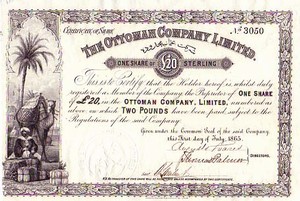 CERTIFICATE OF SHARE
No. 3050
THE OTTOMAN COMPANY LIMITED.
ONE SHARE OF £20 STERLING
This is to Certify that the Holder hereof is, whilst duly
registered as a Member of the Company, the Proprietor of ONE SHARE
of £20, in the OTTOMAN COMPANY, LIMITED, numbered as
above, on which TWO POUNDS have been paid, subject to the
Regulations of the said Company.
Given under the Common Seal of the said Company
this First day of July, 1865.
DIRECTORS.